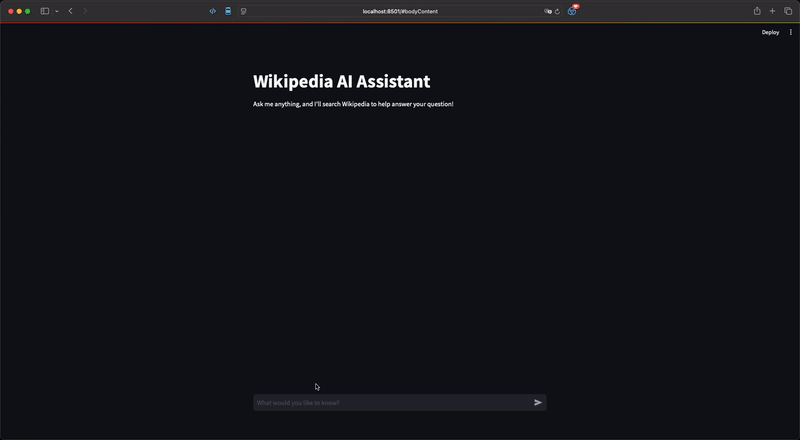 localhost:8501/#bodyContent
Deploy
Wikipedia AI Assistant
Ask me anything, and I'll search Wikipedia to help answer your question!
What would you like to know?